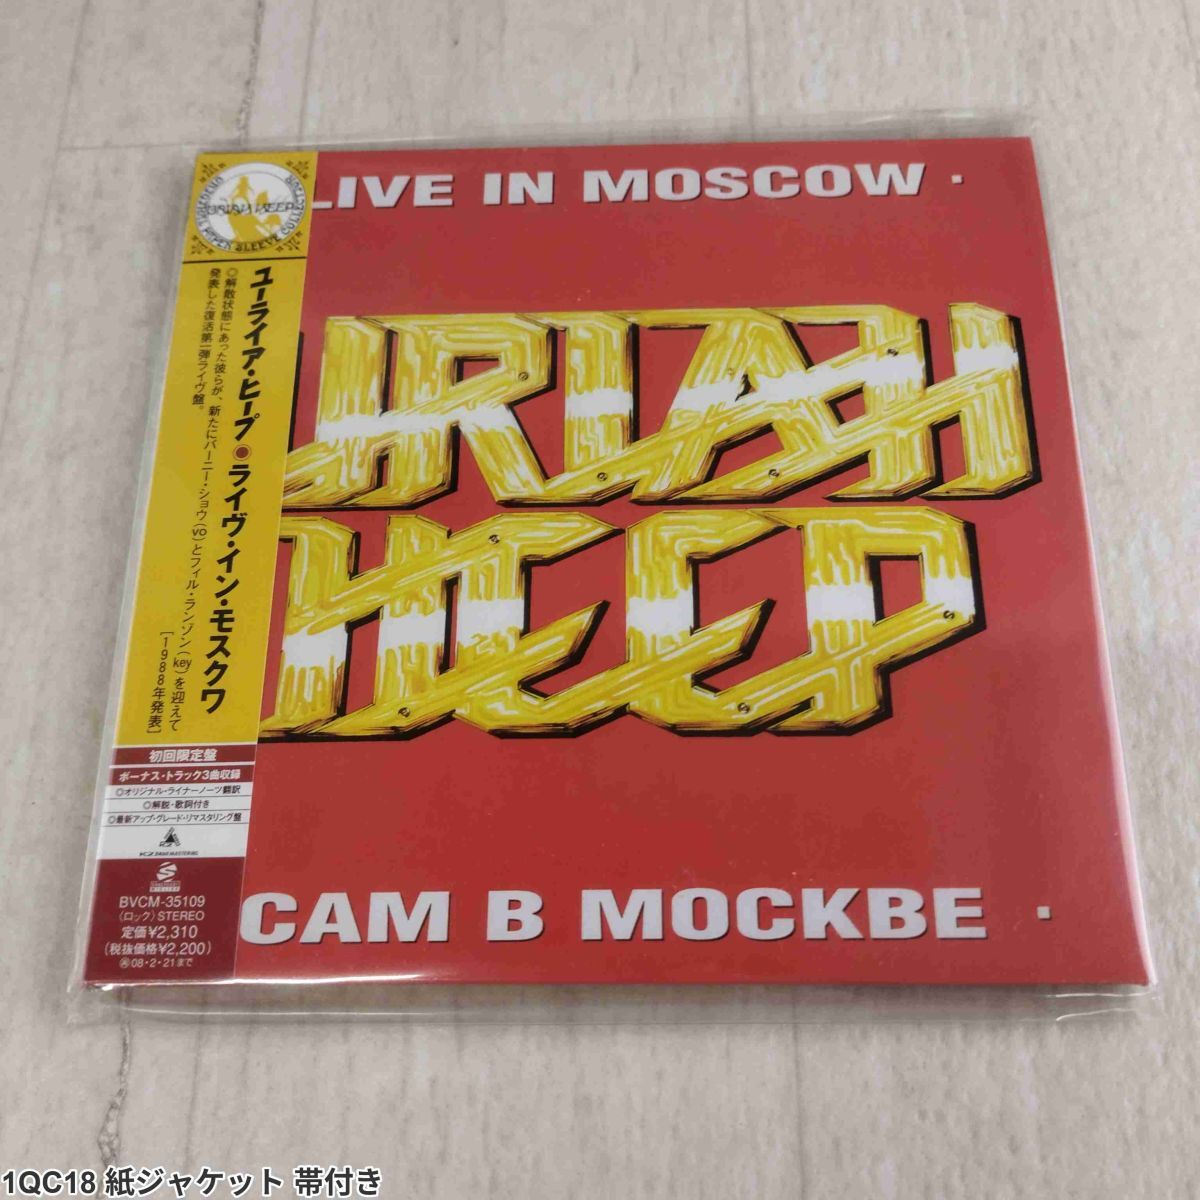 LIVE IN MOSCOW ·
URIAH
HEEP
CAM B MOCKBE ·
URIAH HEEP
PAPER SLEEVE COLLECTION
ユーライア・ヒープ◉ライヴ・イン・モスクワ
◎解散状態にあった彼らが、新たにバーニー・ショウ(vo)とフィル・ランゾン(key)を迎えて
発表した復活第一弾ライヴ盤。
[1988年発表]
初回限定盤
ボーナス・トラック3曲収録
◎オリジナル・ライナーノーツ翻訳
◎解説・歌詞付き
◎最新アップ・グレード・リマスタリング盤
K2
BVCM-35109
(ロック) STEREO
定価¥2,310
(税抜価格¥2,200)
08・2・21まで
1QC18 紙ジャケット 帯付き